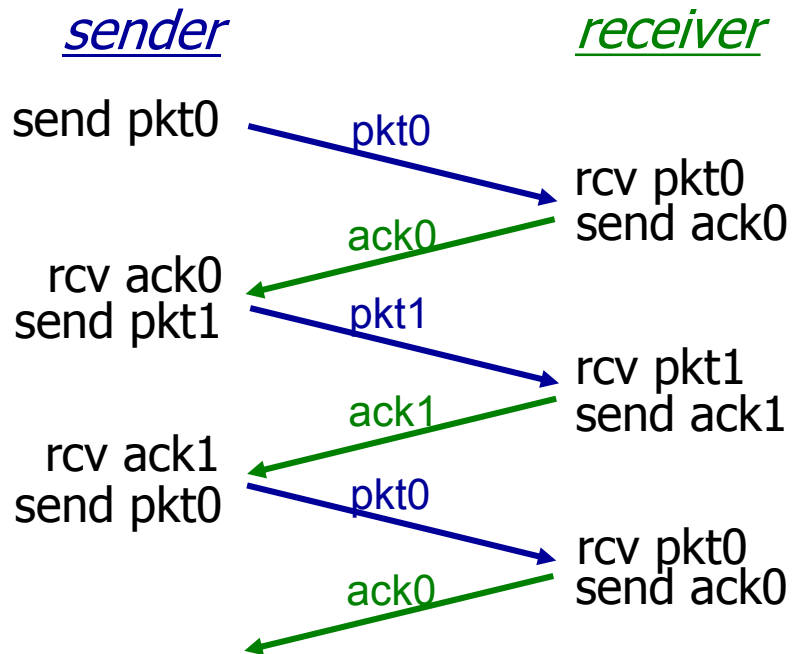 sender
receiver
send pkt0
pkt0
rcv pkt0
send ack0
ack0
rcv ack0
send pkt1
pkt1
rcv pkt1
send ack1
ack1
rcv ack1
send pkt0
pkt0
rcv pkt0
send ack0
ack0